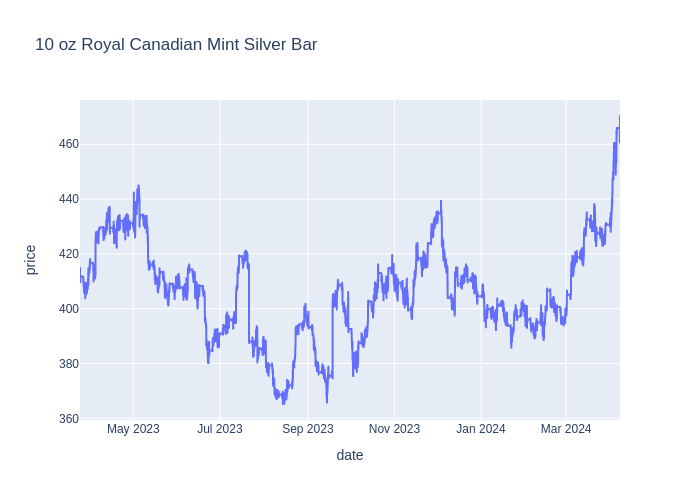 10 oz Royal Canadian Mint Silver Bar
460
440
420
400
380
360
price
May 2023
Jul 2023
Sep 2023
Nov 2023
Jan 2024
Mar 2024
date